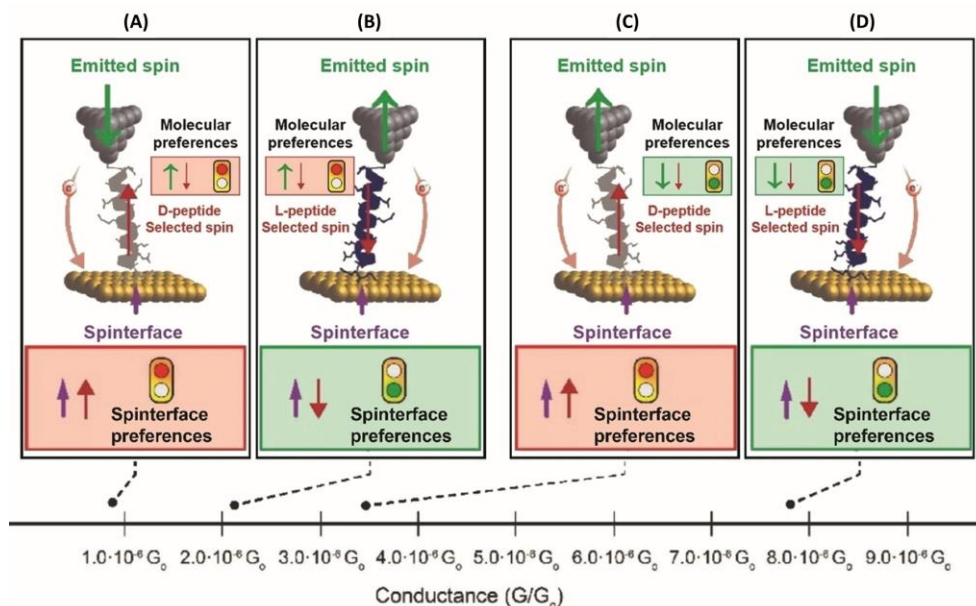 (A)
Emitted spin
Molecular
preferences
D-peptide
Selected spin
e⁻
Spinterface
Spinterface
preferences
(B)
Emitted spin
Molecular
preferences
L-peptide
Selected spin
e⁻
Spinterface
Spinterface
preferences
(C)
Emitted spin
Molecular
preferences
D-peptide
Selected spin
e⁻
Spinterface
Spinterface
preferences
(D)
Emitted spin
Molecular
preferences
L-peptide
Selected spin
e⁻
Spinterface
Spinterface
preferences
1.0·10⁻⁶ G₀ 2.0·10⁻⁶ G₀ 3.0·10⁻⁶ G₀ 4.0·10⁻⁶ G₀ 5.0·10⁻⁶ G₀ 6.0·10⁻⁶ G₀ 7.0·10⁻⁶ G₀ 8.0·10⁻⁶ G₀ 9.0·10⁻⁶ G₀
Conductance (G/G₀)